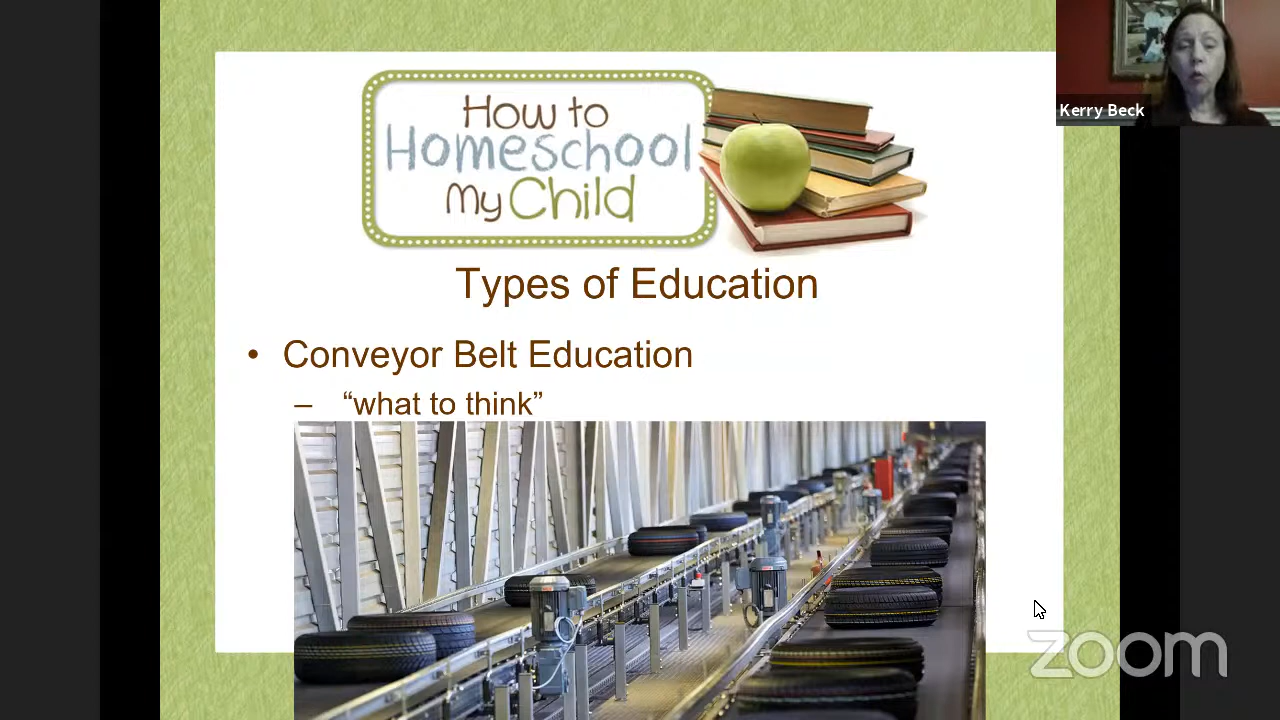 How to
Homeschool
My Child
Kerry Beck
Types of Education
• Conveyor Belt Education
– “what to think”
zoom